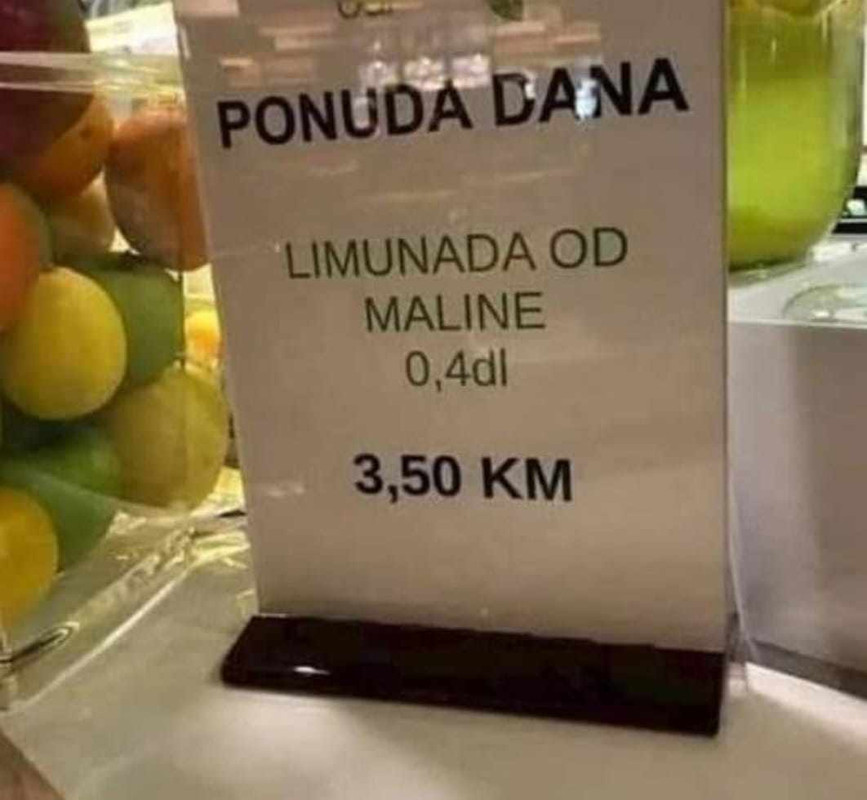 PONUDA DANA
LIMUNADA OD
MALINE
0,4dl
3,50 KM